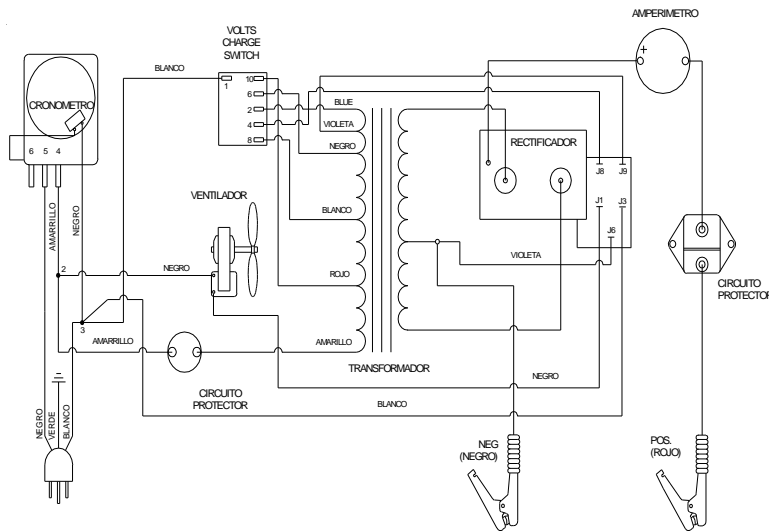 AMPERIMETRO
+
VOLTS
CHARGE
SWITCH
BLANCO
1
10
6
2
4
8
BLUE
VIOLETA
NEGRO
BLANCO
ROJO
AMARILLO
CRONOMETRO
6 5 4
AMARRILLO
NEGRO
VENTILADOR
NEGRO
2
3
AMARRILLO
CIRCUITO
PROTECTOR
TRANSFORMADOR
RECTIFICADOR
J8 J9
J1 J3
J6
VIOLETA
NEGRO
BLANCO
CIRCUITO
PROTECTOR
NEGRO
VERDE
BLANCO
NEG
(NEGRO)
POS.
(ROJO)